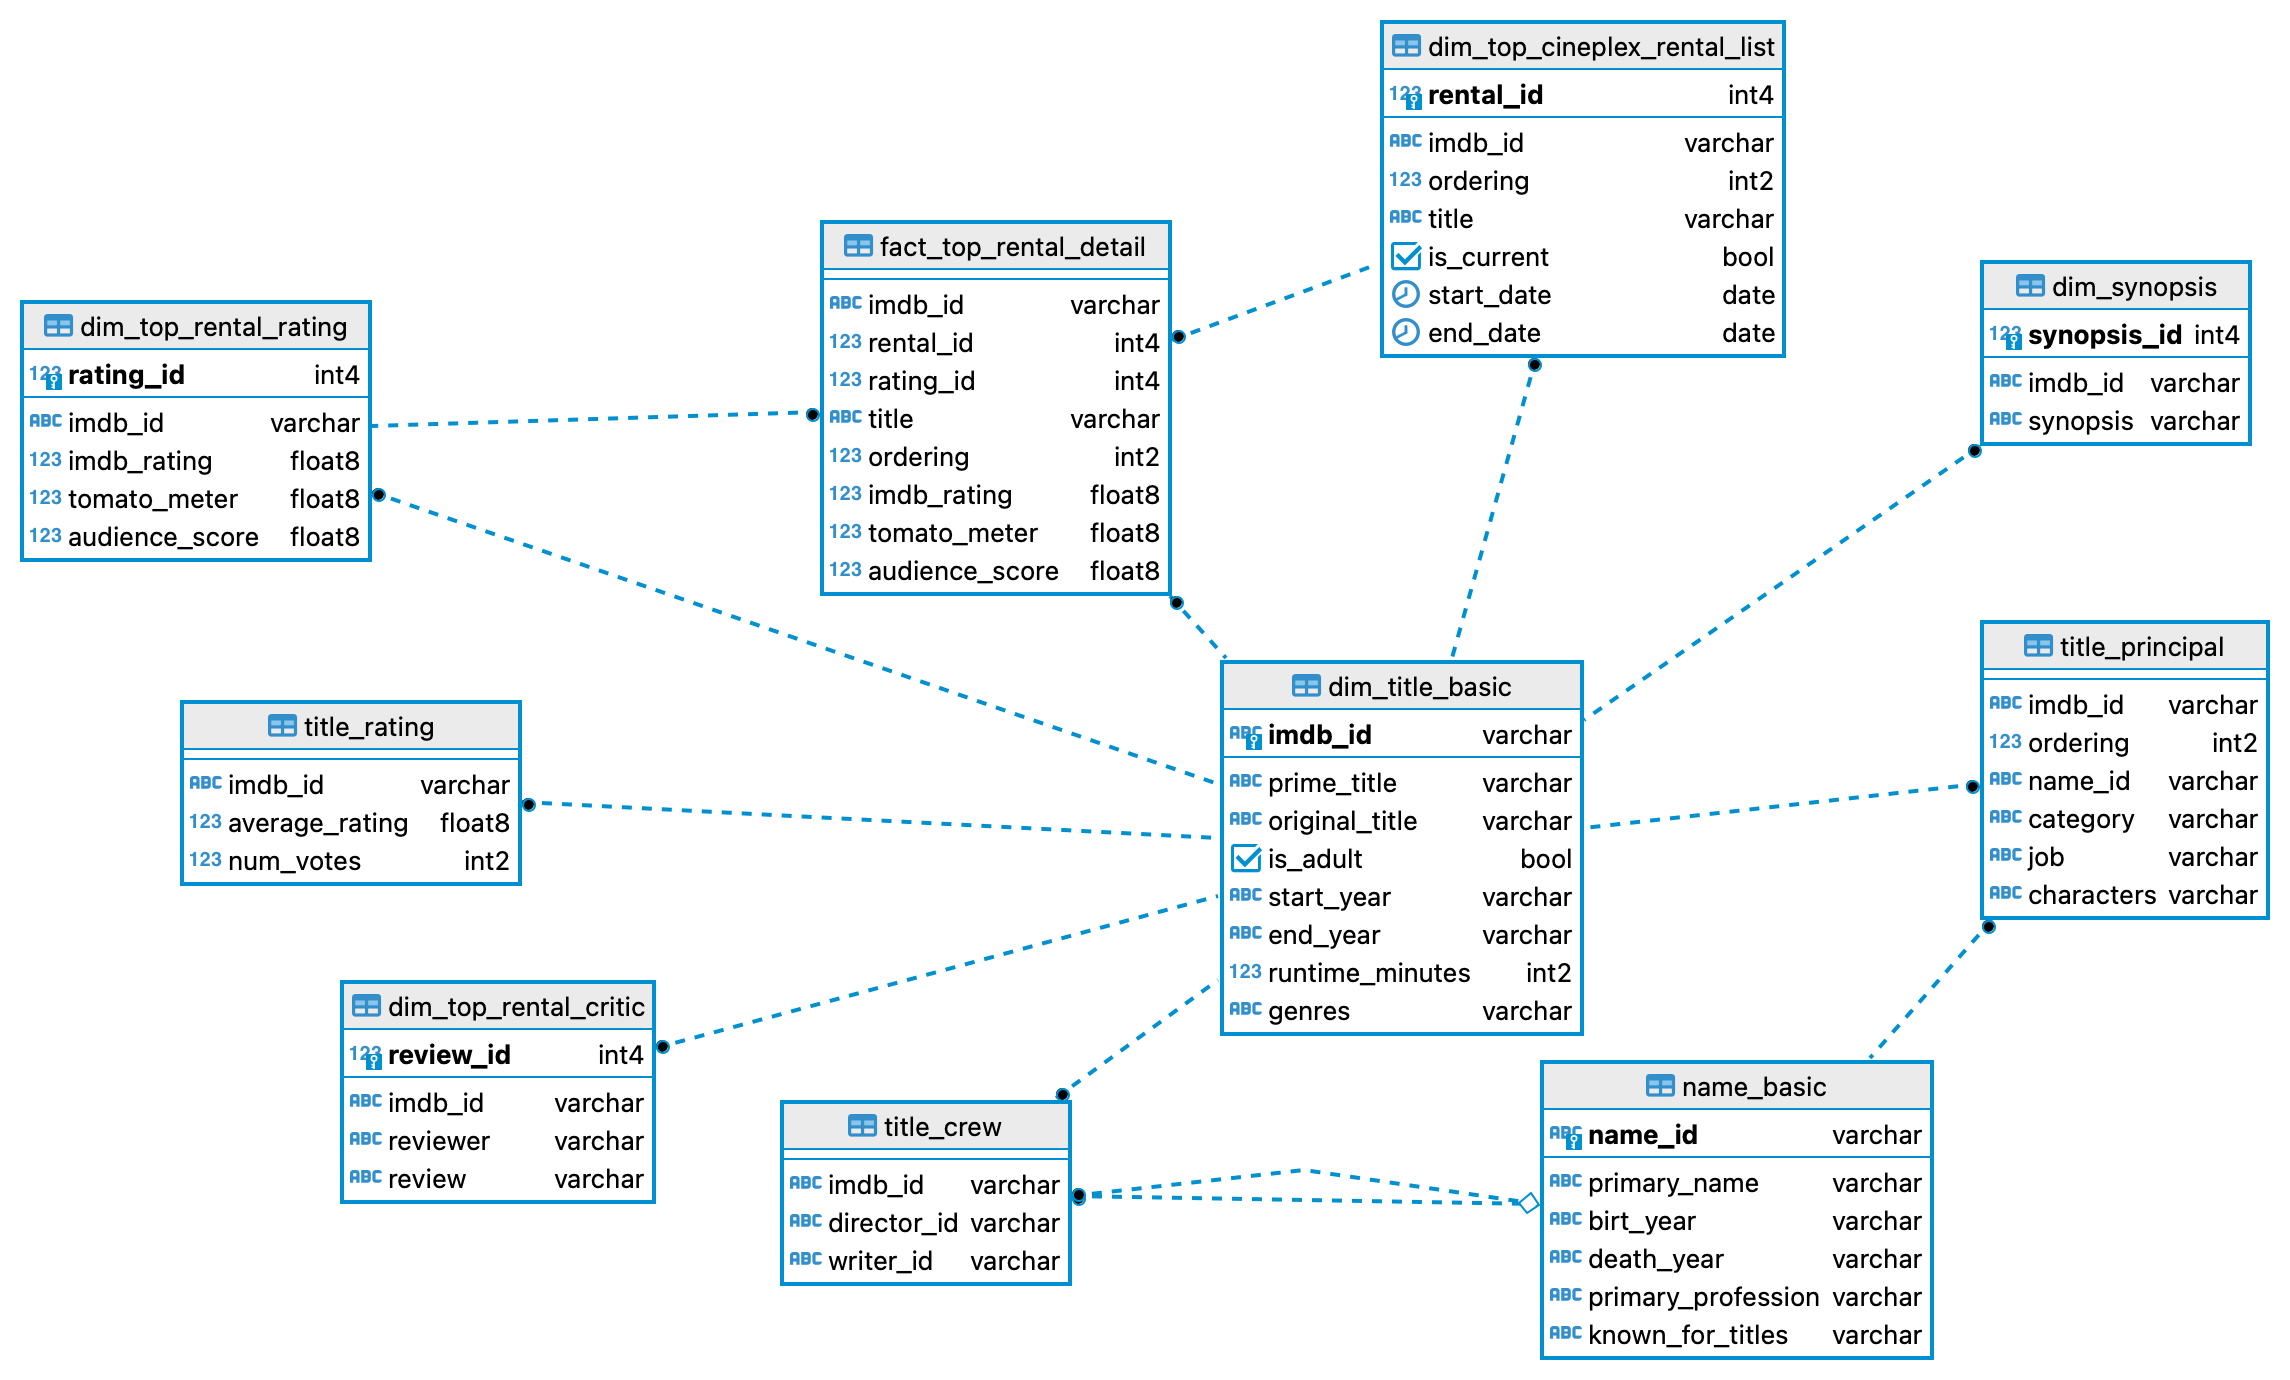 dim_top_cineplex_rental_list
123 rental_id int4
ABC imdb_id varchar
123 ordering int2
ABC title varchar
is_current bool
start_date date
end_date date
fact_top_rental_detail
ABC imdb_id varchar
123 rental_id int4
123 rating_id int4
ABC title varchar
123 ordering int2
123 imdb_rating float8
123 tomato_meter float8
123 audience_score float8
dim_synopsis
123 synopsis_id int4
ABC imdb_id varchar
ABC synopsis varchar
dim_top_rental_rating
123 rating_id int4
ABC imdb_id varchar
123 imdb_rating float8
123 tomato_meter float8
123 audience_score float8
title_principal
ABC imdb_id varchar
123 ordering int2
ABC name_id varchar
ABC category varchar
ABC job varchar
ABC characters varchar
dim_title_basic
ABC imdb_id varchar
ABC prime_title varchar
ABC original_title varchar
is_adult bool
ABC start_year varchar
ABC end_year varchar
123 runtime_minutes int2
ABC genres varchar
title_rating
ABC imdb_id varchar
123 average_rating float8
123 num_votes int2
dim_top_rental_critic
123 review_id int4
ABC imdb_id varchar
ABC reviewer varchar
ABC review varchar
title_crew
ABC imdb_id varchar
ABC director_id varchar
ABC writer_id varchar
name_basic
ABC name_id varchar
ABC primary_name varchar
ABC birt_year varchar
ABC death_year varchar
ABC primary_profession varchar
ABC known_for_titles varchar